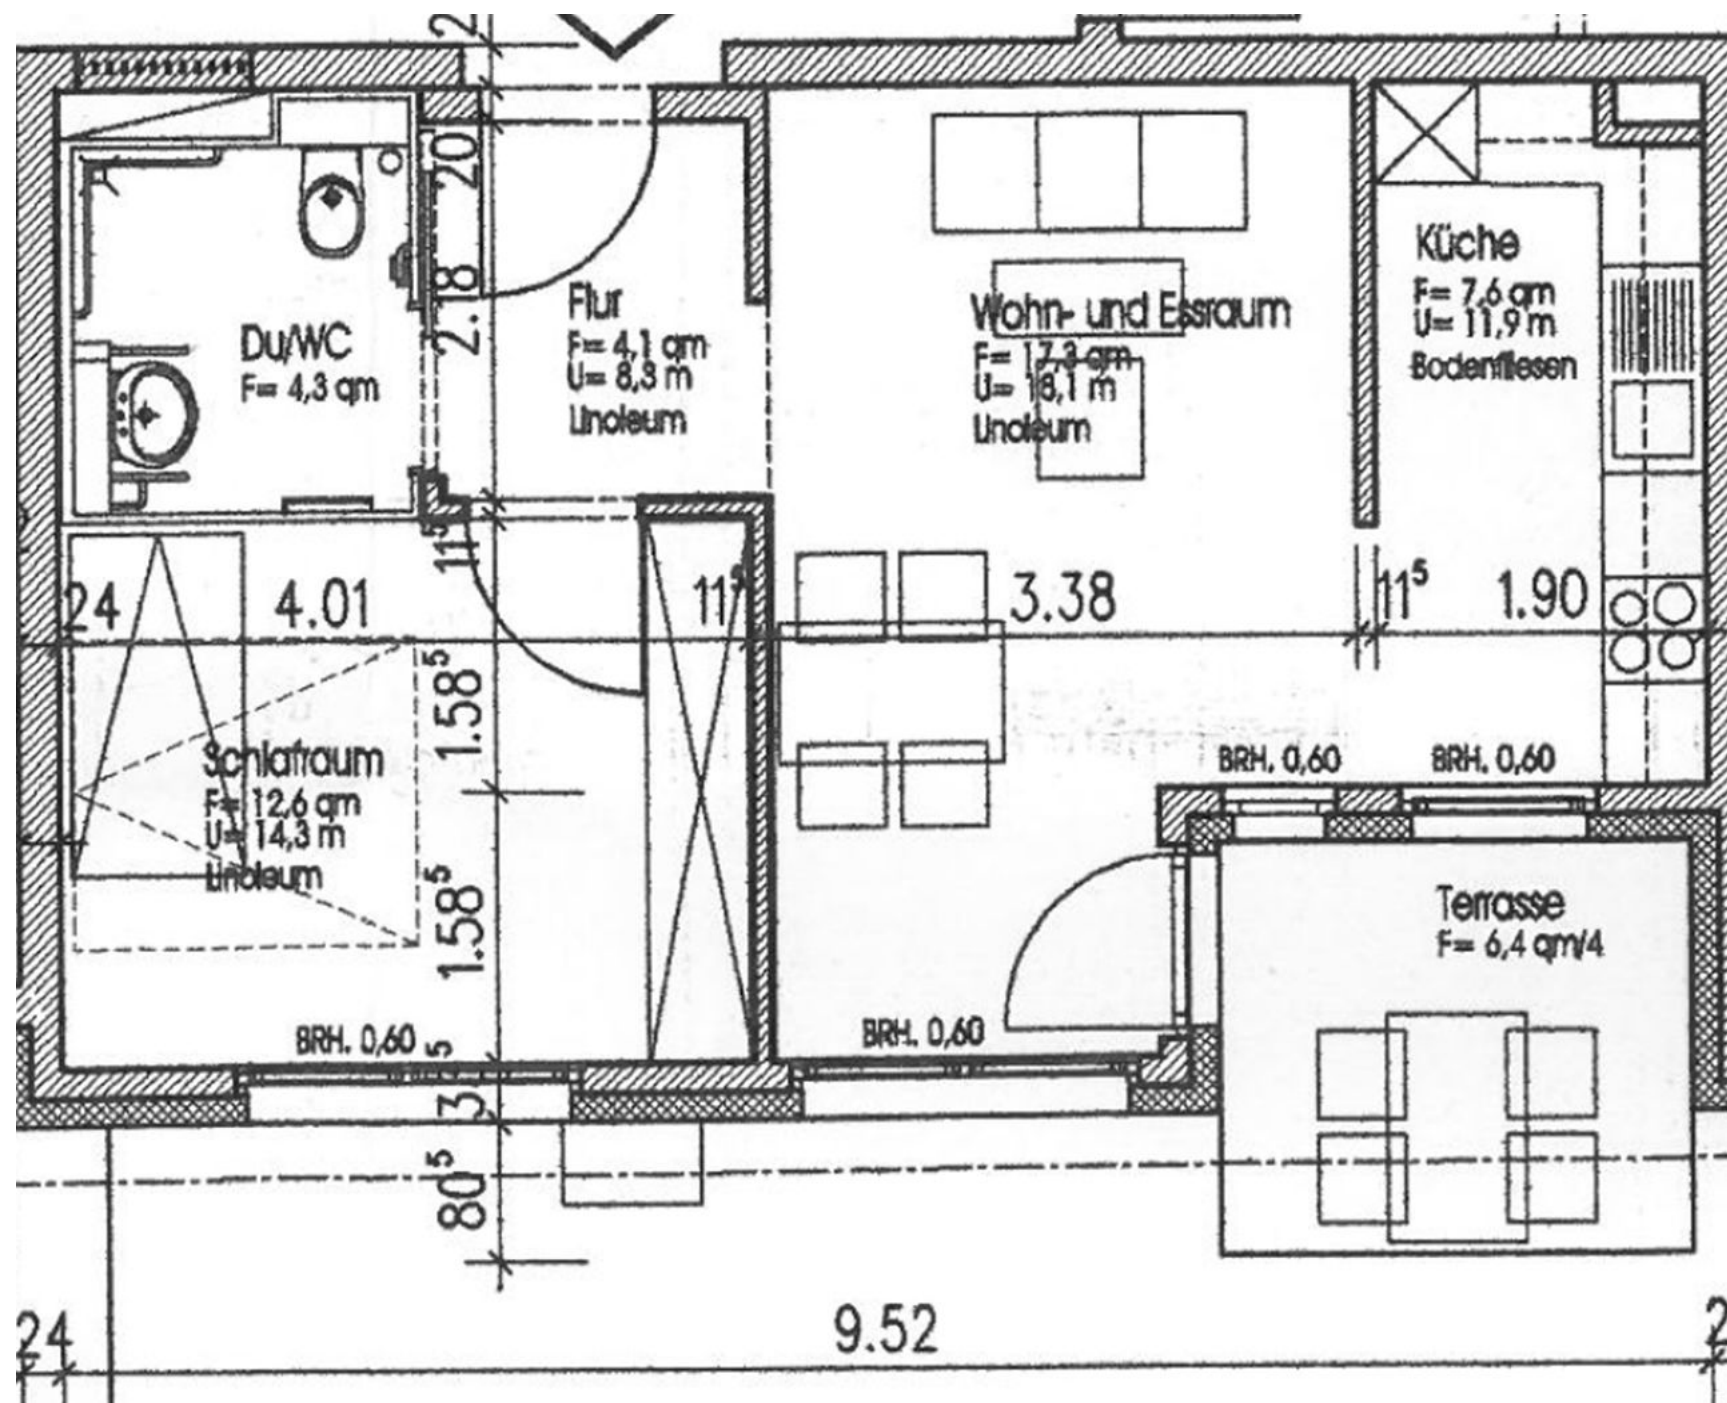 2
20
2.18
Du/WC
F= 4,3 qm
Flur
F= 4,1 qm
U= 8,3 m
Linoleum
Wohn- und Essraum
F= 17,3 qm
U= 18,1 m
Linoleum
Küche
F= 7,6 qm
U= 11,9 m
Bodenfliesen
24
4.01
11⁵
11⁵
3.38
11⁵
1.90
1.58⁵
Schlafraum
F= 12,6 qm
U= 14,3 m
Linoleum
1.58⁵
BRH. 0,60
BRH. 0,60
BRH. 0,60
BRH. 0,60
Terrasse
F= 6,4 qm/4
3⁵
80⁵
24
9.52
2